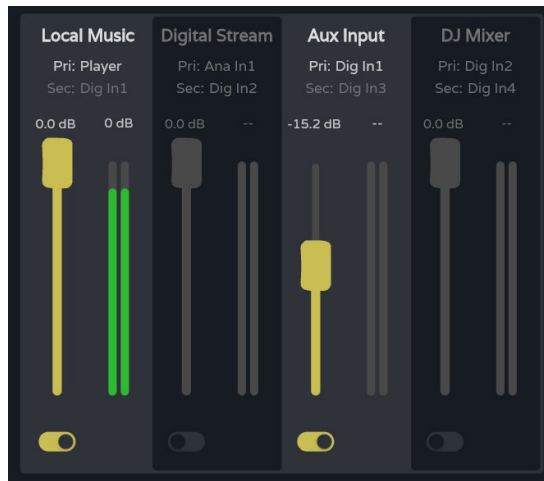 Local Music
Pri: Player
Sec: Dig In1
0.0 dB 0 dB
Digital Stream
Pri: Ana In1
Sec: Dig In2
0.0 dB --
Aux Input
Pri: Dig In1
Sec: Dig In3
-15.2 dB --
DJ Mixer
Pri: Dig In2
Sec: Dig In4
0.0 dB --